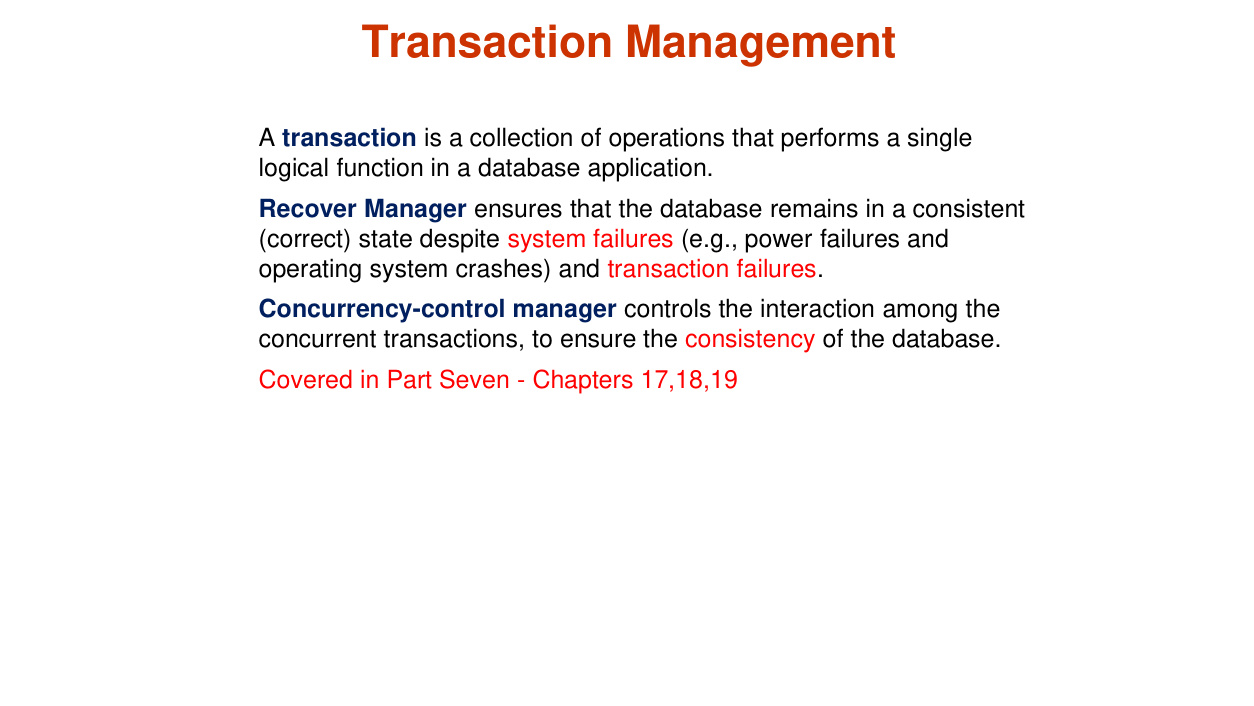 Transaction Management
A transaction is a collection of operations that performs a single
logical function in a database application.
Recover Manager ensures that the database remains in a consistent
(correct) state despite system failures (e.g., power failures and
operating system crashes) and transaction failures.
Concurrency-control manager controls the interaction among the
concurrent transactions, to ensure the consistency of the database.
Covered in Part Seven - Chapters 17,18,19